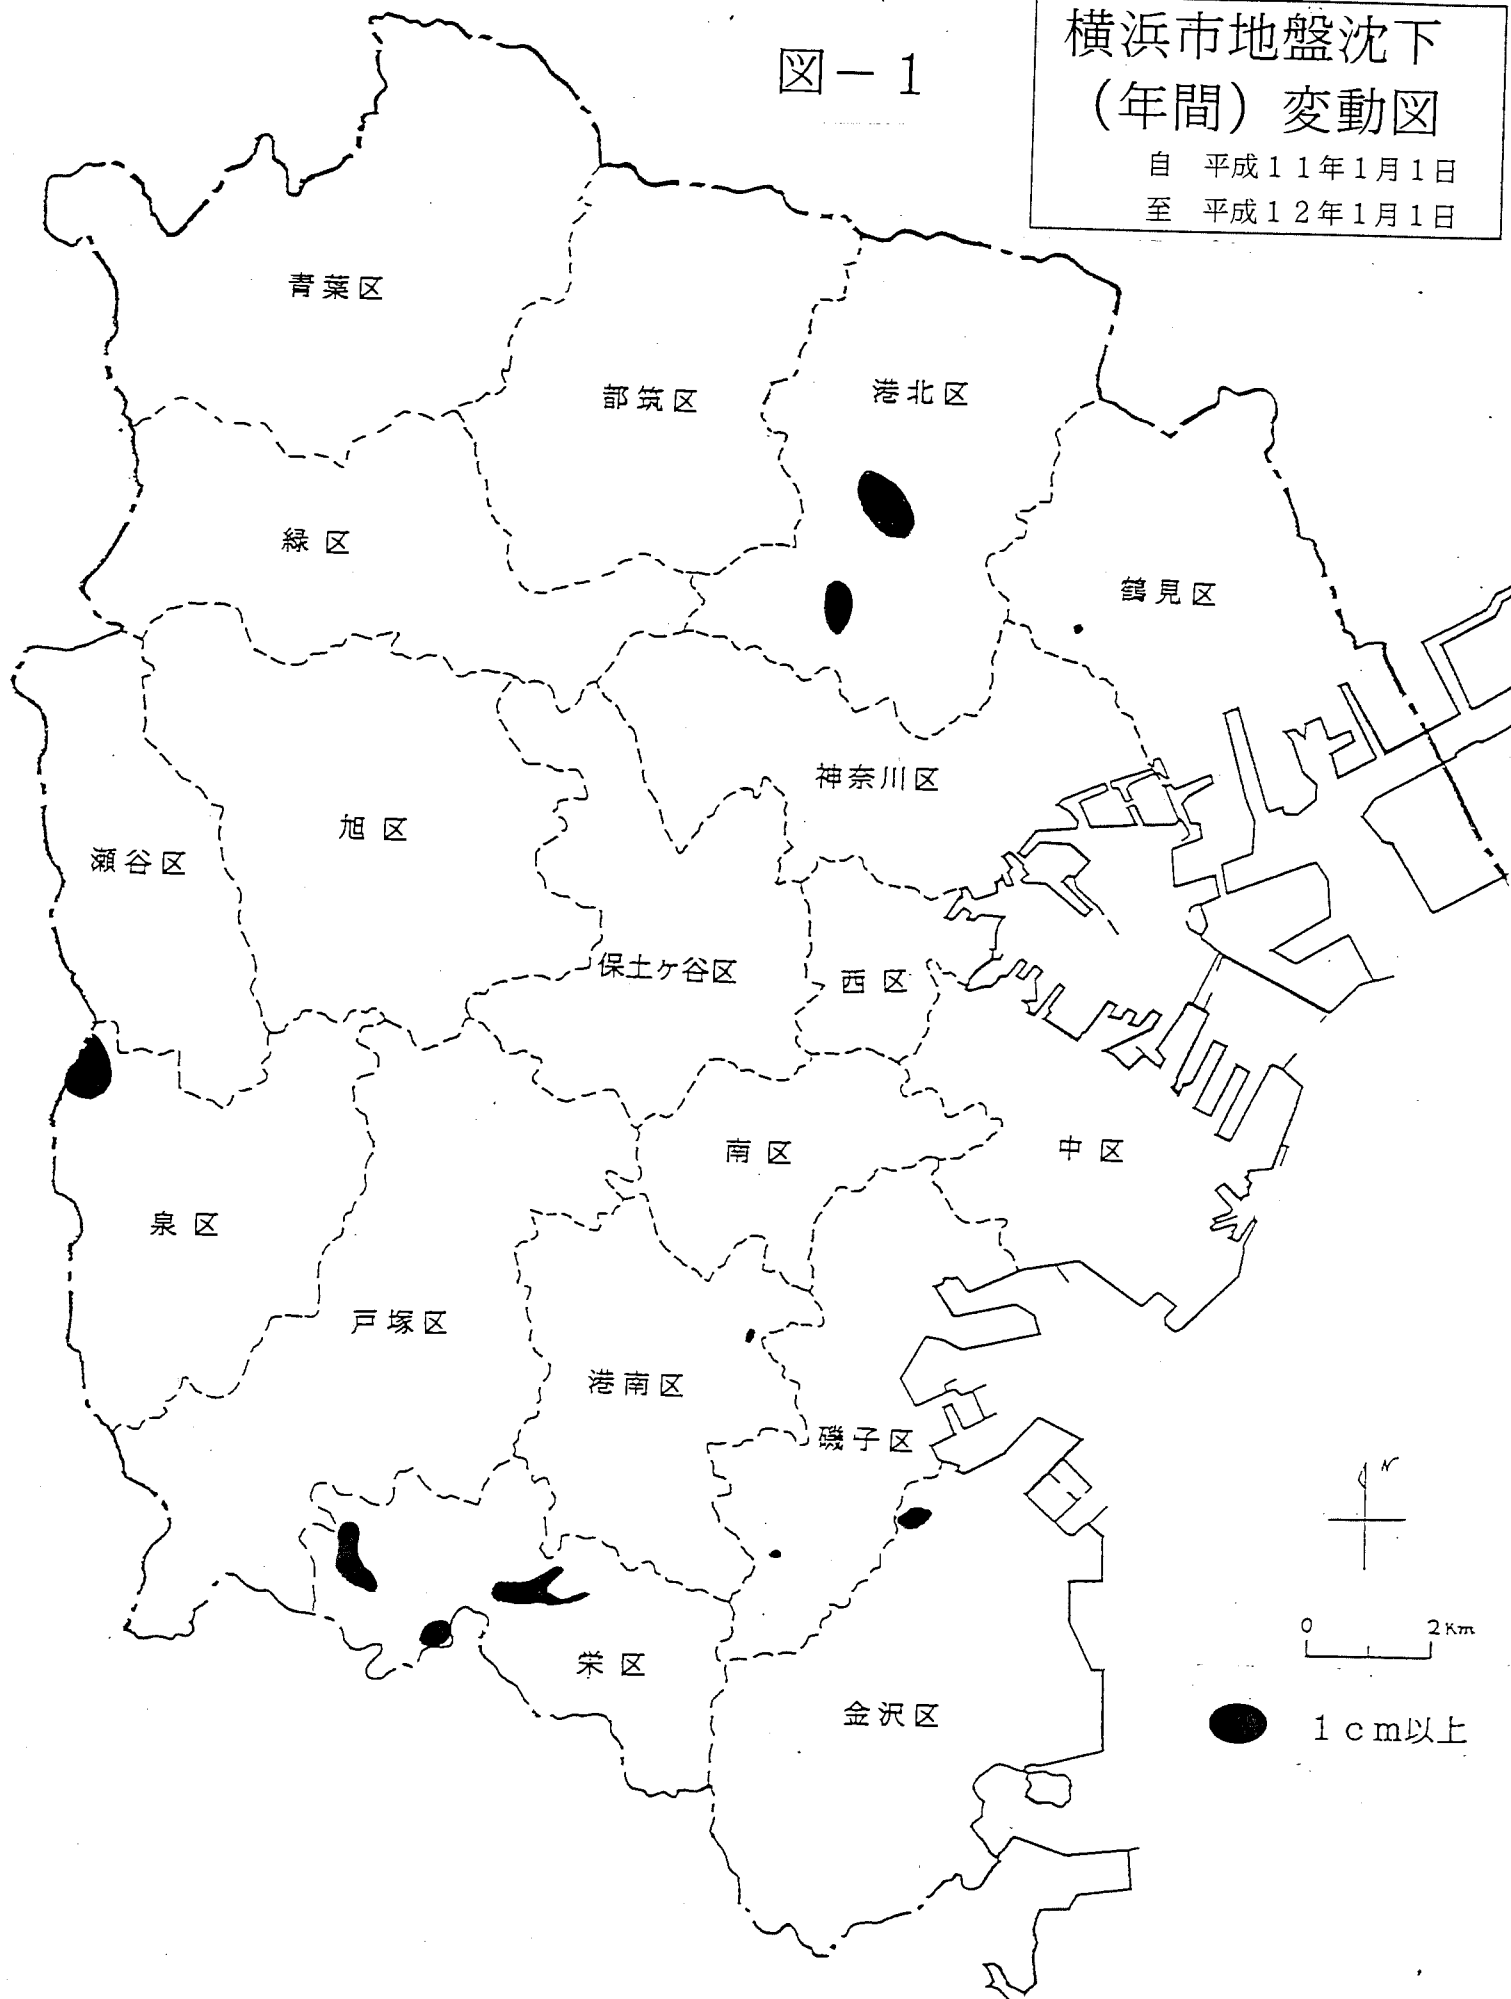 図－１
横浜市地盤沈下
（年間）変動図
自　平成１１年１月１日
至　平成１２年１月１日
青葉区
都筑区
港北区
緑区
鶴見区
神奈川区
旭区
瀬谷区
保土ヶ谷区
西区
南区
中区
泉区
戸塚区
港南区
磯子区
N
0 2Km
栄区
金沢区
１ｃｍ以上